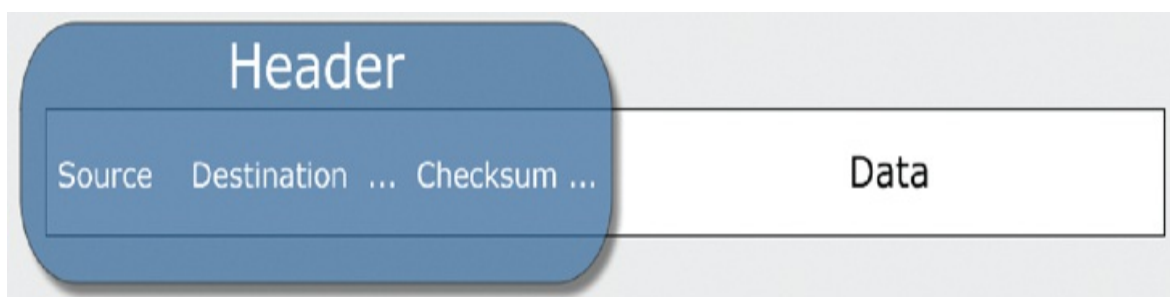 Header
Source Destination ... Checksum ... Data